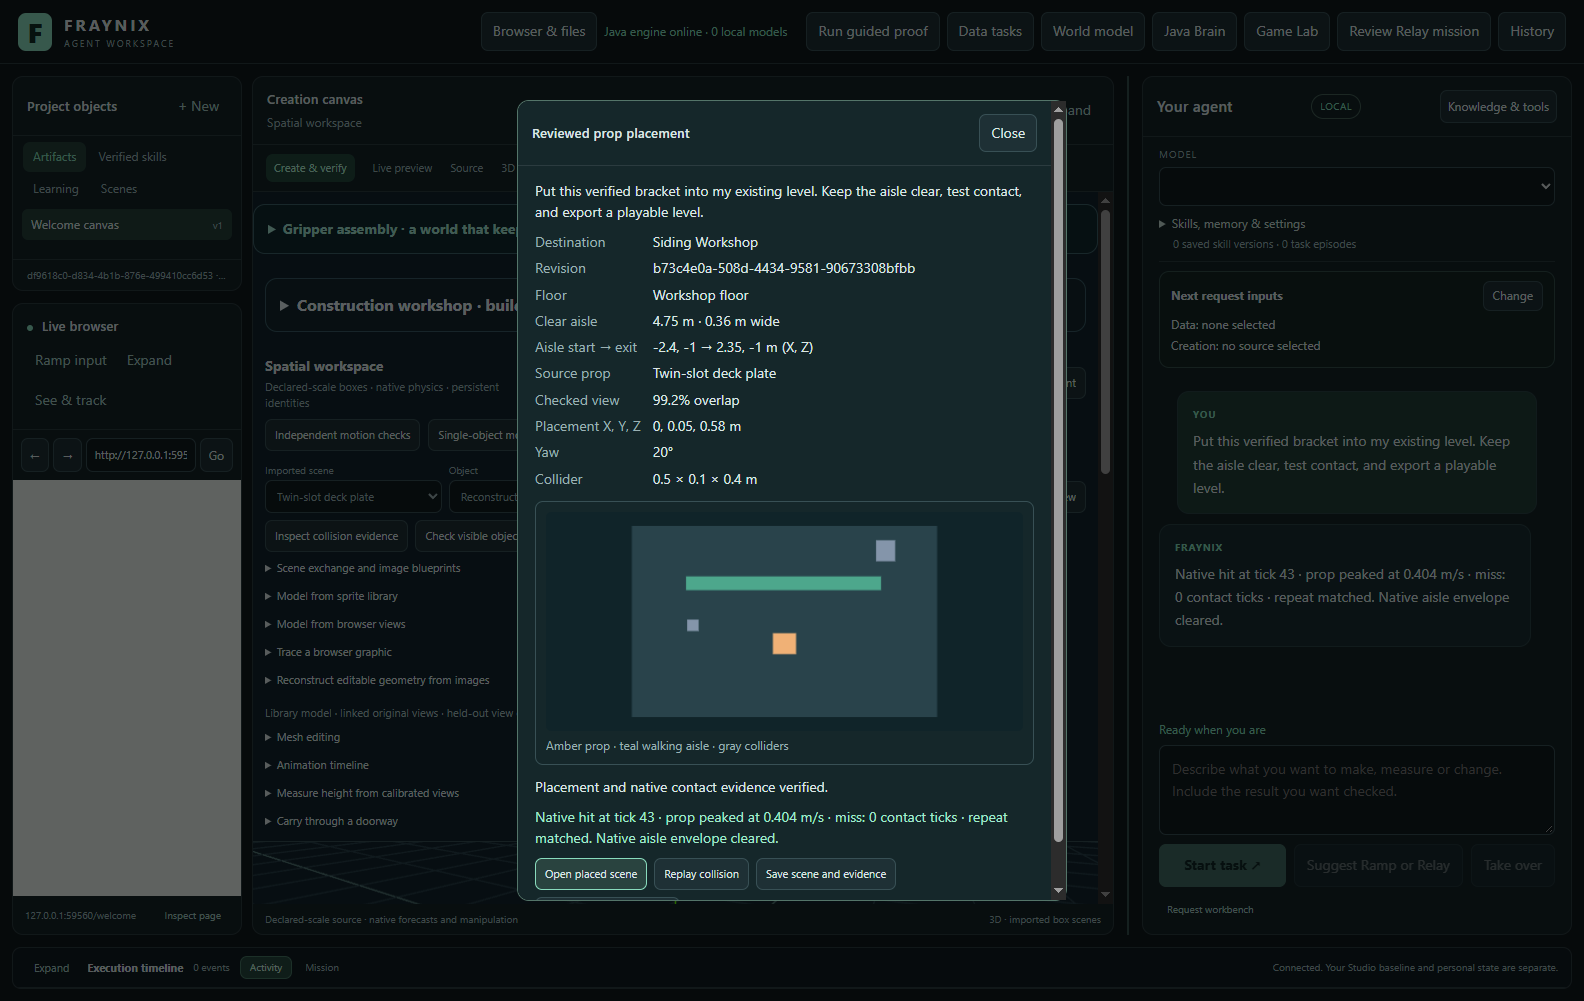 F
FRAYNIX
AGENT WORKSPACE
Browser & files
Java engine online · 0 local models
Run guided proof
Data tasks
World model
Java Brain
Game Lab
Review Relay mission
History
Project objects
+ New
Artifacts
Verified skills
Learning
Scenes
Welcome canvas
v1
df9618c0-d834-4b1b-876e-499410cc6d53 ·...
Live browser
Ramp input
Expand
See & track
←
→
http://127.0.0.1:595
Go
127.0.0.1:59560/welcome
Inspect page
Creation canvas
Spatial workspace
Create & verify
Live preview
Source
3D
Gripper assembly · a world that kee
Construction workshop · buil
Spatial workspace
Declared-scale boxes · native physics · persistent
identities
Independent motion checks
Single-object me
Imported scene
Object
Twin-slot deck plate
Reconstruct
Inspect collision evidence
Check visible objec
Scene exchange and image blueprints
Model from sprite library
Model from browser views
Trace a browser graphic
Reconstruct editable geometry from images
Library model · linked original views · held-out view
Mesh editing
Animation timeline
Measure height from calibrated views
Carry through a doorway
Declared-scale source · native forecasts and manipulation
3D · imported box scenes
Reviewed prop placement
Close
Put this verified bracket into my existing level. Keep the aisle clear, test contact,
and export a playable level.
Destination Siding Workshop
Revision b73c4e0a-508d-4434-9581-90673308bfbb
Floor Workshop floor
Clear aisle 4.75 m · 0.36 m wide
Aisle start → exit -2.4, -1 → 2.35, -1 m (X, Z)
Source prop Twin-slot deck plate
Checked view 99.2% overlap
Placement X, Y, Z 0, 0.05, 0.58 m
Yaw 20°
Collider 0.5 × 0.1 × 0.4 m
Amber prop · teal walking aisle · gray colliders
Placement and native contact evidence verified.
Native hit at tick 43 · prop peaked at 0.404 m/s · miss: 0 contact ticks · repeat
matched. Native aisle envelope cleared.
Open placed scene
Replay collision
Save scene and evidence
Your agent
LOCAL
Knowledge & tools
MODEL
Skills, memory & settings
0 saved skill versions · 0 task episodes
Next request inputs
Change
Data: none selected
Creation: no source selected
YOU
Put this verified bracket into my existing level. Keep
the aisle clear, test contact, and export a playable
level.
FRAYNIX
Native hit at tick 43 · prop peaked at 0.404 m/s · miss:
0 contact ticks · repeat matched. Native aisle envelope
cleared.
Ready when you are
Describe what you want to make, measure or change.
Include the result you want checked.
Start task ↗
Suggest Ramp or Relay
Take over
Request workbench
Expand
Execution timeline
0 events
Activity
Mission
Connected. Your Studio baseline and personal state are separate.